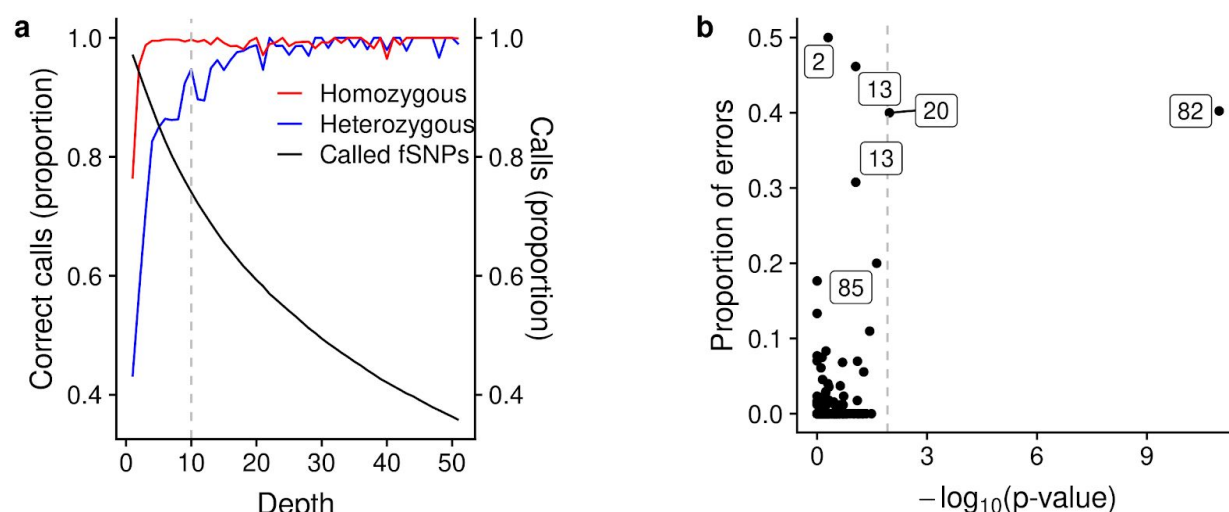 a
Correct calls (proportion)
1.0
0.8
0.6
0.4
0
10
20
30
40
50
Depth
Homozygous
Heterozygous
Called fSNPs
1.0
0.8
0.6
0.4
Calls
(proportion)
b
Proportion of errors
0.5
0.4
0.3
0.2
0.1
0.0
2
13
20
82
13
85
0
3
6
9
−log10(p-value)